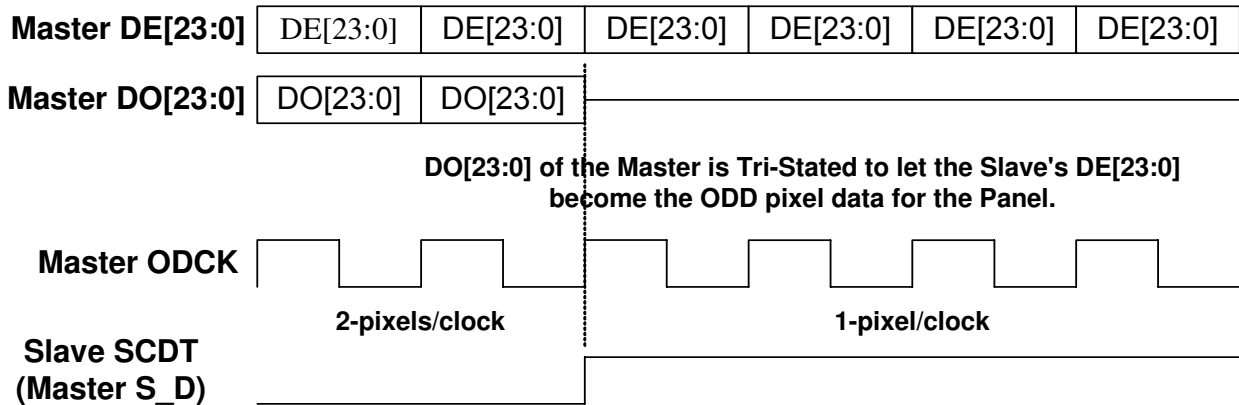 Master DE[23:0] DE[23:0] DE[23:0] DE[23:0] DE[23:0] DE[23:0] DE[23:0]
Master DO[23:0] DO[23:0] DO[23:0]
DO[23:0] of the Master is Tri-Stated to let the Slave's DE[23:0]
become the ODD pixel data for the Panel.
Master ODCK
2-pixels/clock 1-pixel/clock
Slave SCDT
(Master S_D)